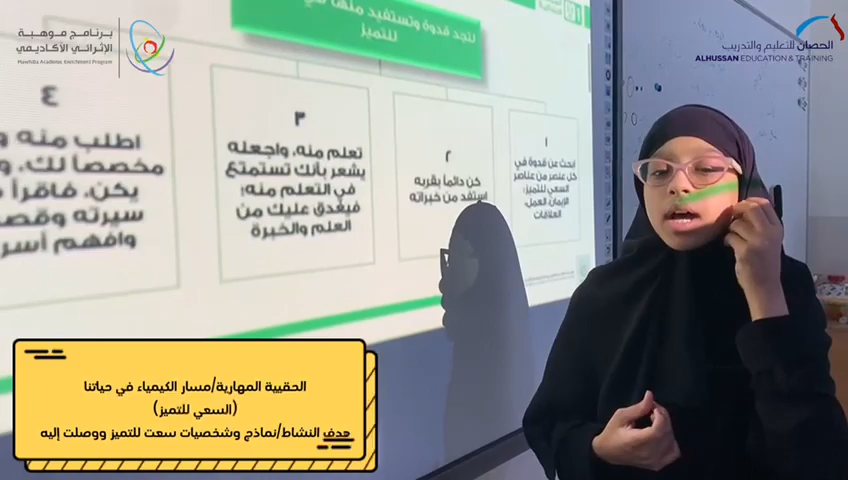 برنامج موهبة
الإثرائي الأكاديمي
Mawhiba Academic Enrichment Program
الحصان للتعليم والتدريب
ALHUSSAN EDUCATION & TRAINING
لتجد قدوة وتستفيد منها في
للتميز
١
ابحث عن قدوة في
كل عنصر من عناصر
السعي للتميز:
الإيمان، العمل،
العلاقات
٢
كن دائماً بقربه
استفد من خبراته
٣
تعلم منه، واجعله
يشعر بأنك تستمتع
في التعلم منه؛
فيغدق عليك من
العلم والخبرة
٤
اطلب منه
مخصصاً لك،
يكن، فاقرأ
سيرته
وافهم
الحقيبة المهارية/مسار الكيمياء في حياتنا
(السعي للتميز)
هدف النشاط/نماذج وشخصيات سعت للتميز ووصلت إليه